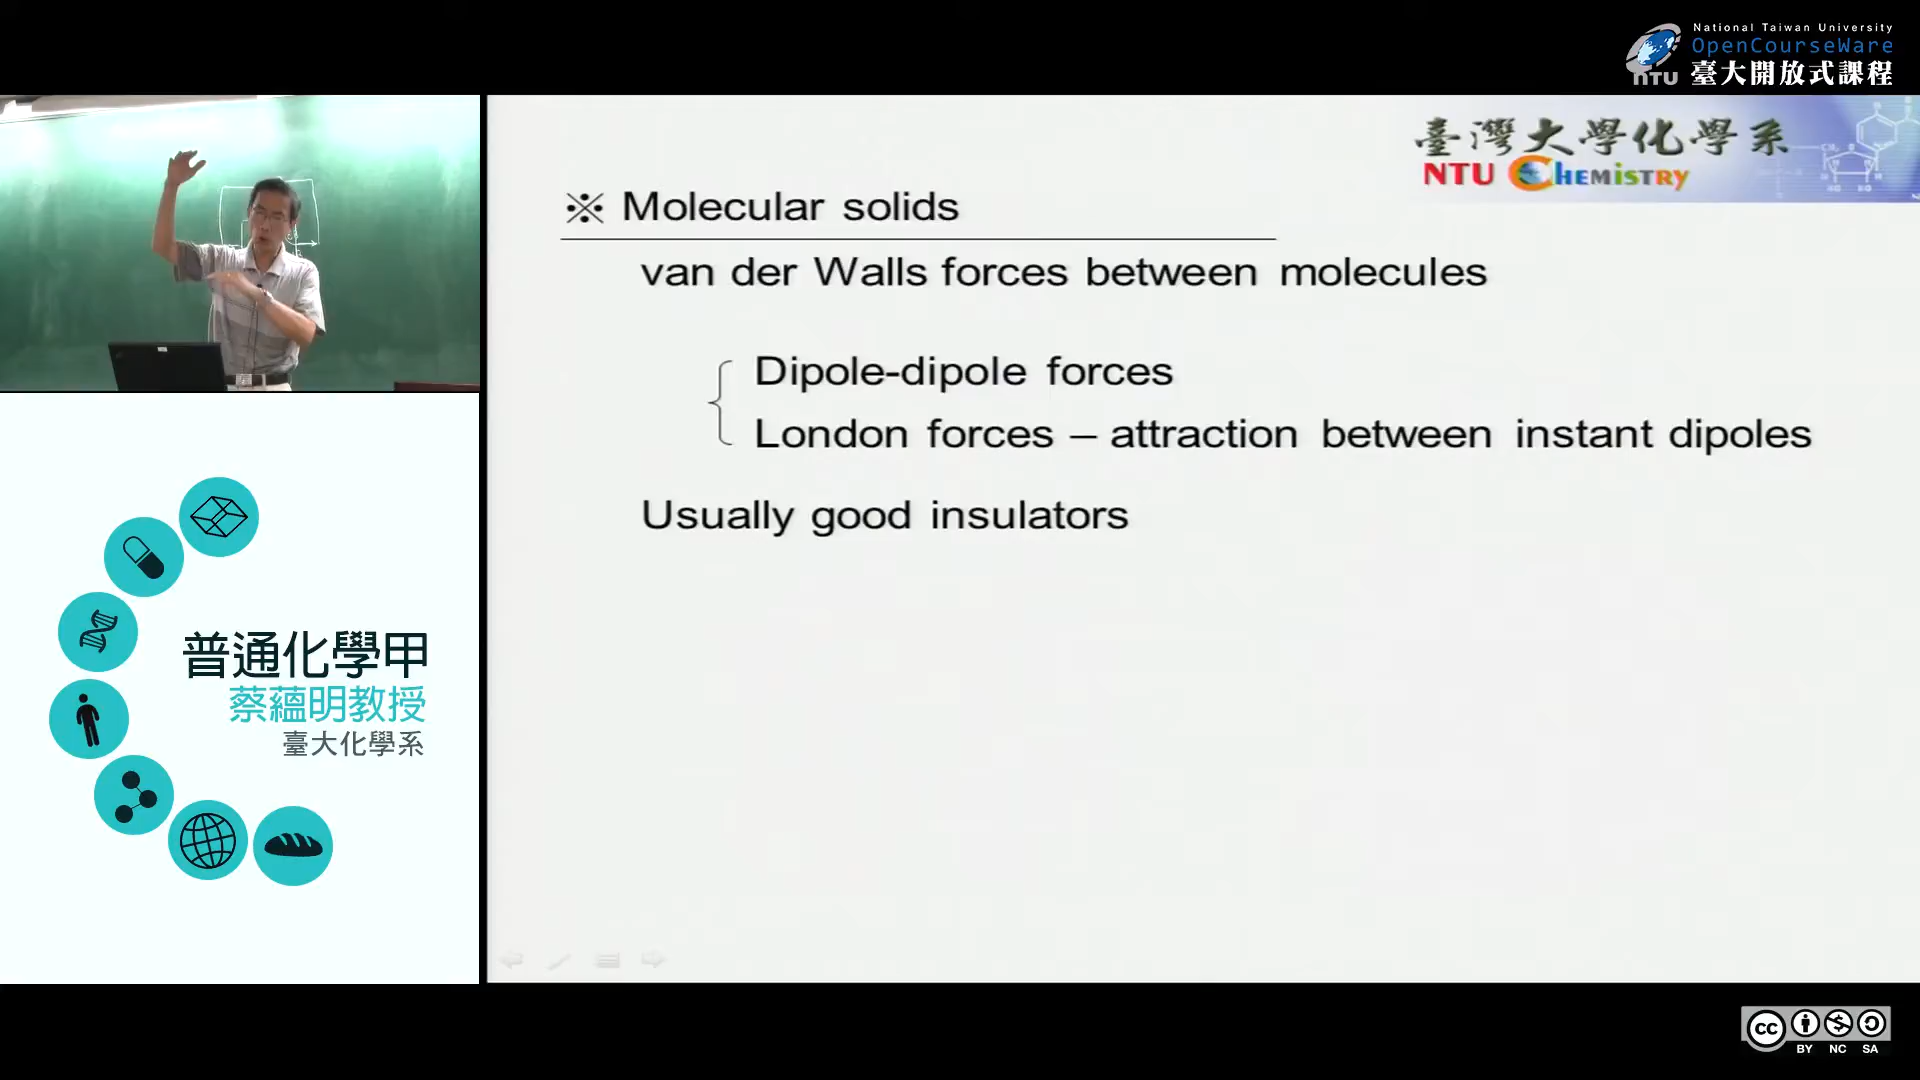 National Taiwan University
OpenCourseWare
NTU 臺大開放式課程
臺灣大學化學系
NTU CHEMISTRY
※ Molecular solids
van der Walls forces between molecules
Dipole-dipole forces
London forces – attraction between instant dipoles
Usually good insulators
普通化學甲
蔡蘊明教授
臺大化學系
cc
BY NC SA